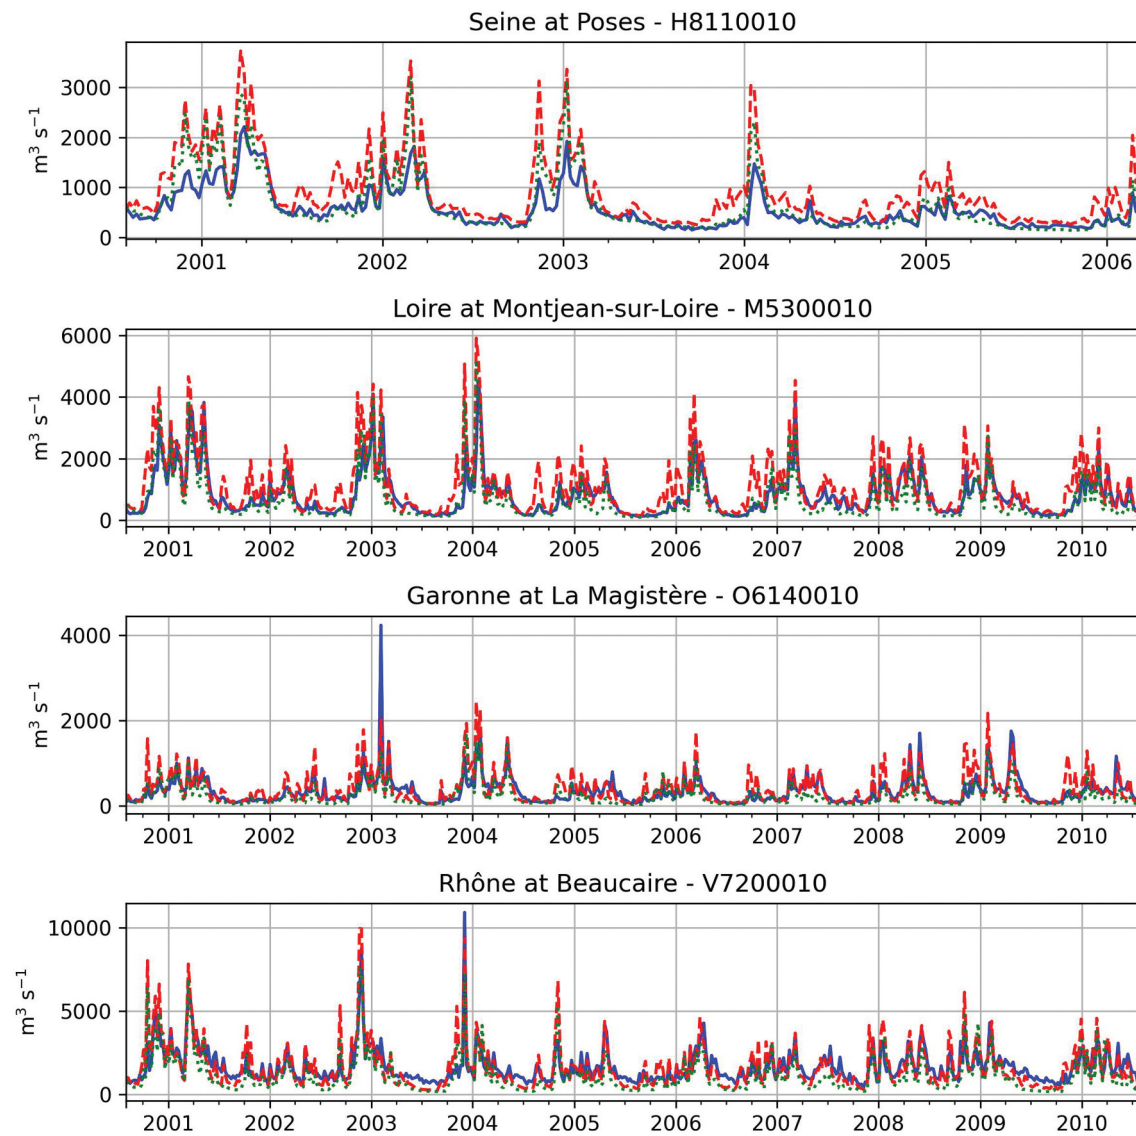 Seine at Poses - H8110010
3000
2000
1000
0
m³ s⁻¹
2001 2002 2003 2004 2005 2006
Loire at Montjean-sur-Loire - M5300010
6000
4000
2000
0
m³ s⁻¹
2001 2002 2003 2004 2005 2006 2007 2008 2009 2010
Garonne at La Magistère - O6140010
4000
2000
0
m³ s⁻¹
2001 2002 2003 2004 2005 2006 2007 2008 2009 2010
Rhône at Beaucaire - V7200010
10000
5000
0
m³ s⁻¹
2001 2002 2003 2004 2005 2006 2007 2008 2009 2010